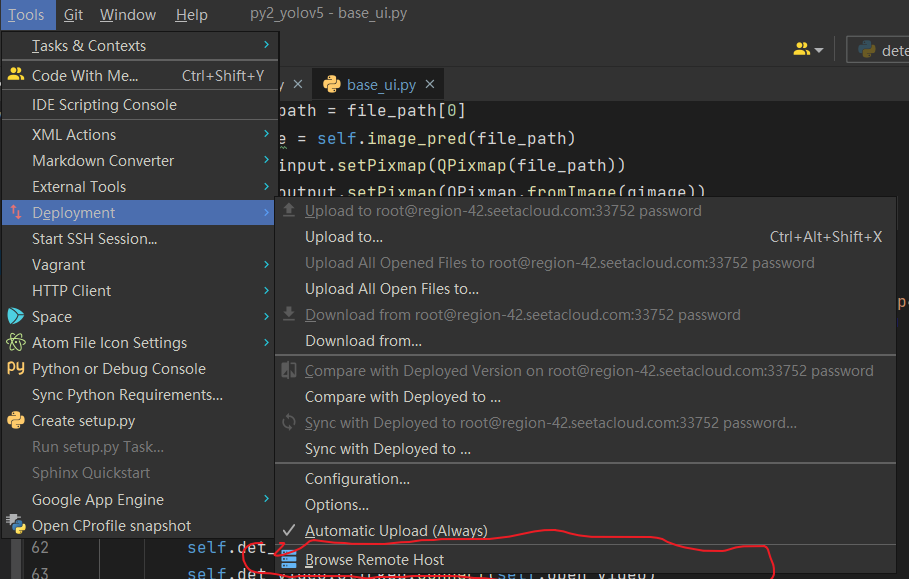 Tools Git Window Help py2_yolov5 - base_ui.py
Tasks & Contexts
Code With Me... Ctrl+Shift+Y
dete
IDE Scripting Console
base_ui.py
XML Actions
Markdown Converter
External Tools
Deployment
Start SSH Session...
Vagrant
HTTP Client
Space
Atom File Icon Settings
Python or Debug Console
Sync Python Requirements...
Create setup.py
Run setup.py Task...
Sphinx Quickstart
Google App Engine
Open CProfile snapshot
path = file_path[0]
e = self.image_pred(file_path)
input.setPixmap(QPixmap(file_path))
output.setPixmap(QPixmap.fromImage(qimage))
Upload to root@region-42.seetacloud.com:33752 password
Upload to... Ctrl+Alt+Shift+X
Upload All Opened Files to root@region-42.seetacloud.com:33752 password
Upload All Open Files to...
Download from root@region-42.seetacloud.com:33752 password
Download from...
Compare with Deployed Version on root@region-42.seetacloud.com:33752 password
Compare with Deployed to ...
Sync with Deployed to root@region-42.seetacloud.com:33752 password...
Sync with Deployed to ...
Configuration...
Options...
Automatic Upload (Always)
Browse Remote Host
62 self.det_
63 self.det_video.clicked.connect(self.open_video)